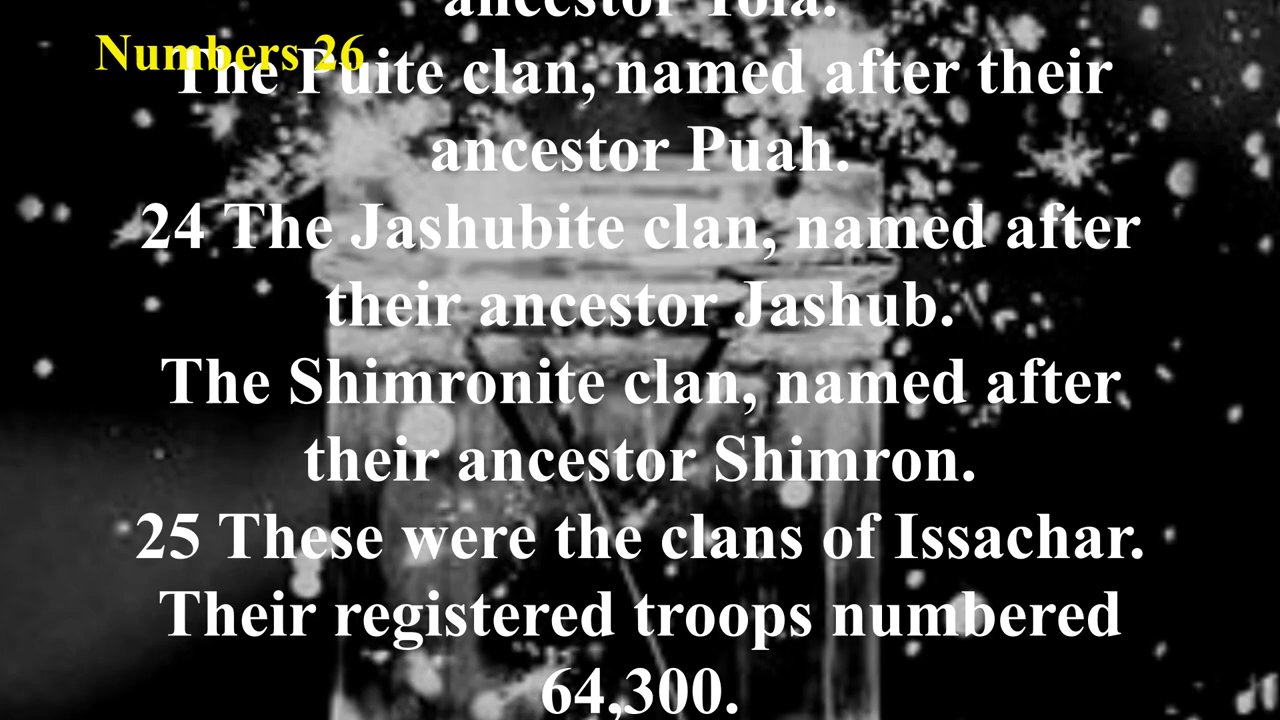 ancestor Tola.
Numbers 26
The Puite clan, named after their
ancestor Puah.
24 The Jashubite clan, named after
their ancestor Jashub.
The Shimronite clan, named after
their ancestor Shimron.
25 These were the clans of Issachar.
Their registered troops numbered
64,300.